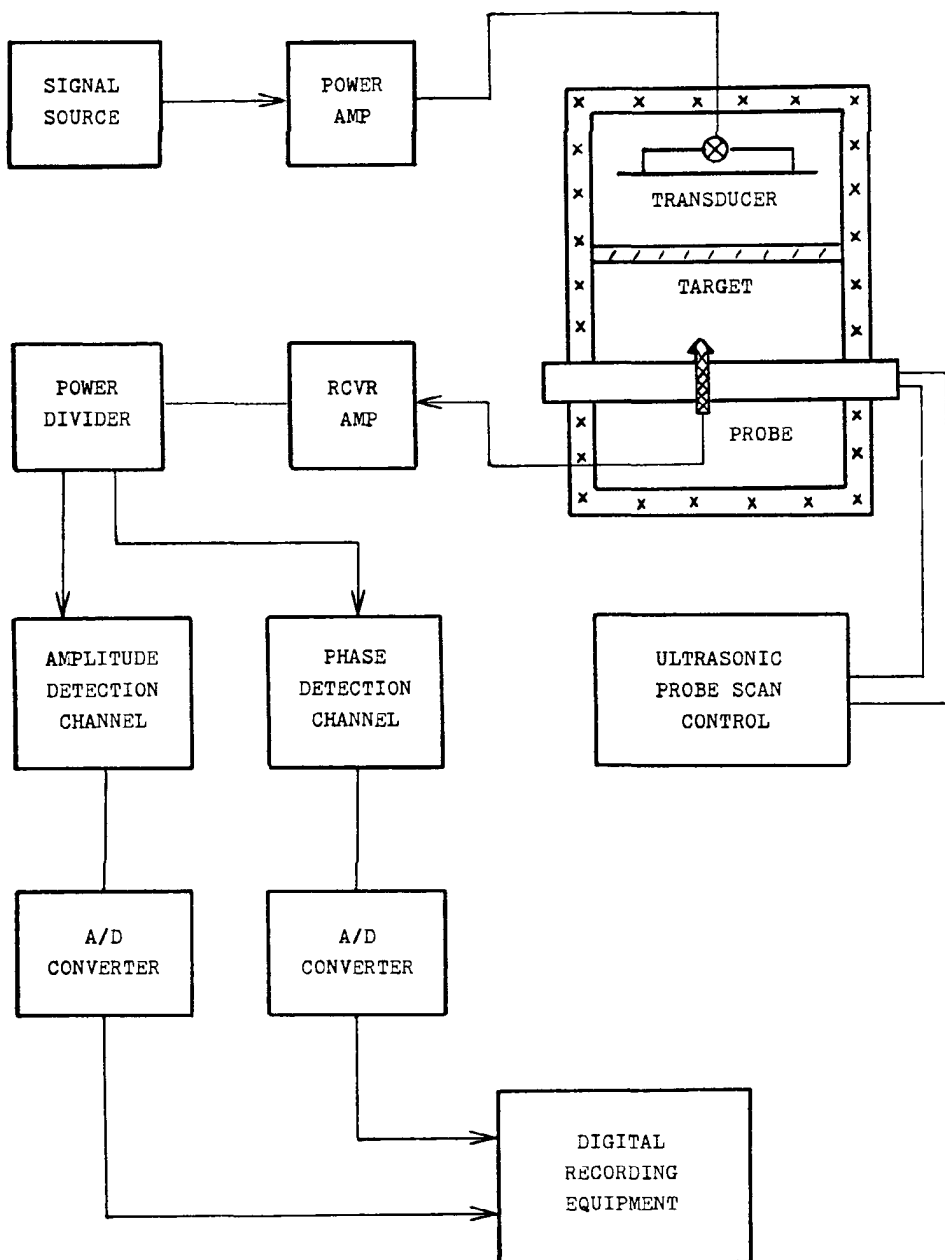 SIGNAL
SOURCE
POWER
AMP
TRANSDUCER
TARGET
POWER
DIVIDER
RCVR
AMP
PROBE
AMPLITUDE
DETECTION
CHANNEL
PHASE
DETECTION
CHANNEL
ULTRASONIC
PROBE SCAN
CONTROL
A/D
CONVERTER
A/D
CONVERTER
DIGITAL
RECORDING
EQUIPMENT